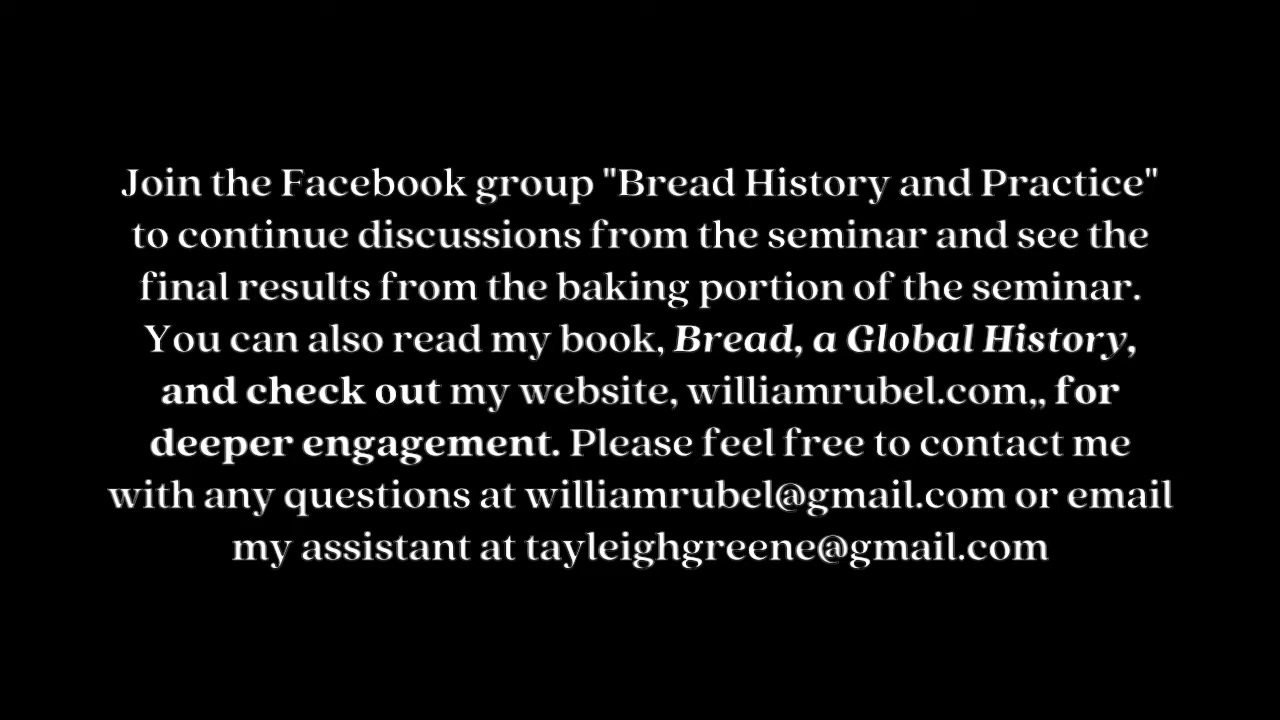 Join the Facebook group "Bread History and Practice"
to continue discussions from the seminar and see the
final results from the baking portion of the seminar.
You can also read my book, Bread, a Global History,
and check out my website, williamrubel.com,, for
deeper engagement. Please feel free to contact me
with any questions at williamrubel@gmail.com or email
my assistant at tayleighgreene@gmail.com